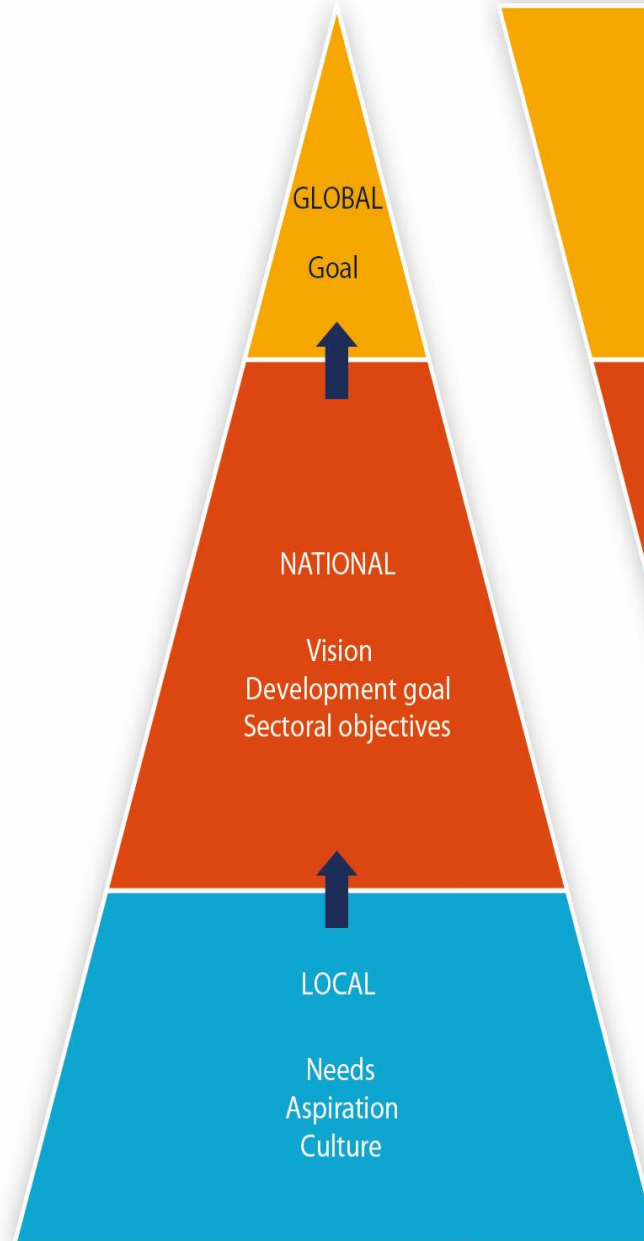 GLOBAL
Goal
NATIONAL
Vision
Development goal
Sectoral objectives
LOCAL
Needs
Aspiration
Culture